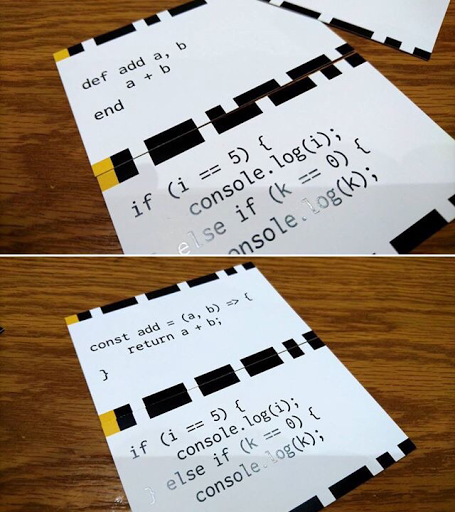 def add a, b
a + b
end
if (i == 5) {
console.log(i);
else if (k == 0) {
console.log(k);
const add = (a, b) => {
return a + b;
}
if (i == 5) {
console.log(i);
} else if (k == 0) {
console.log(k);